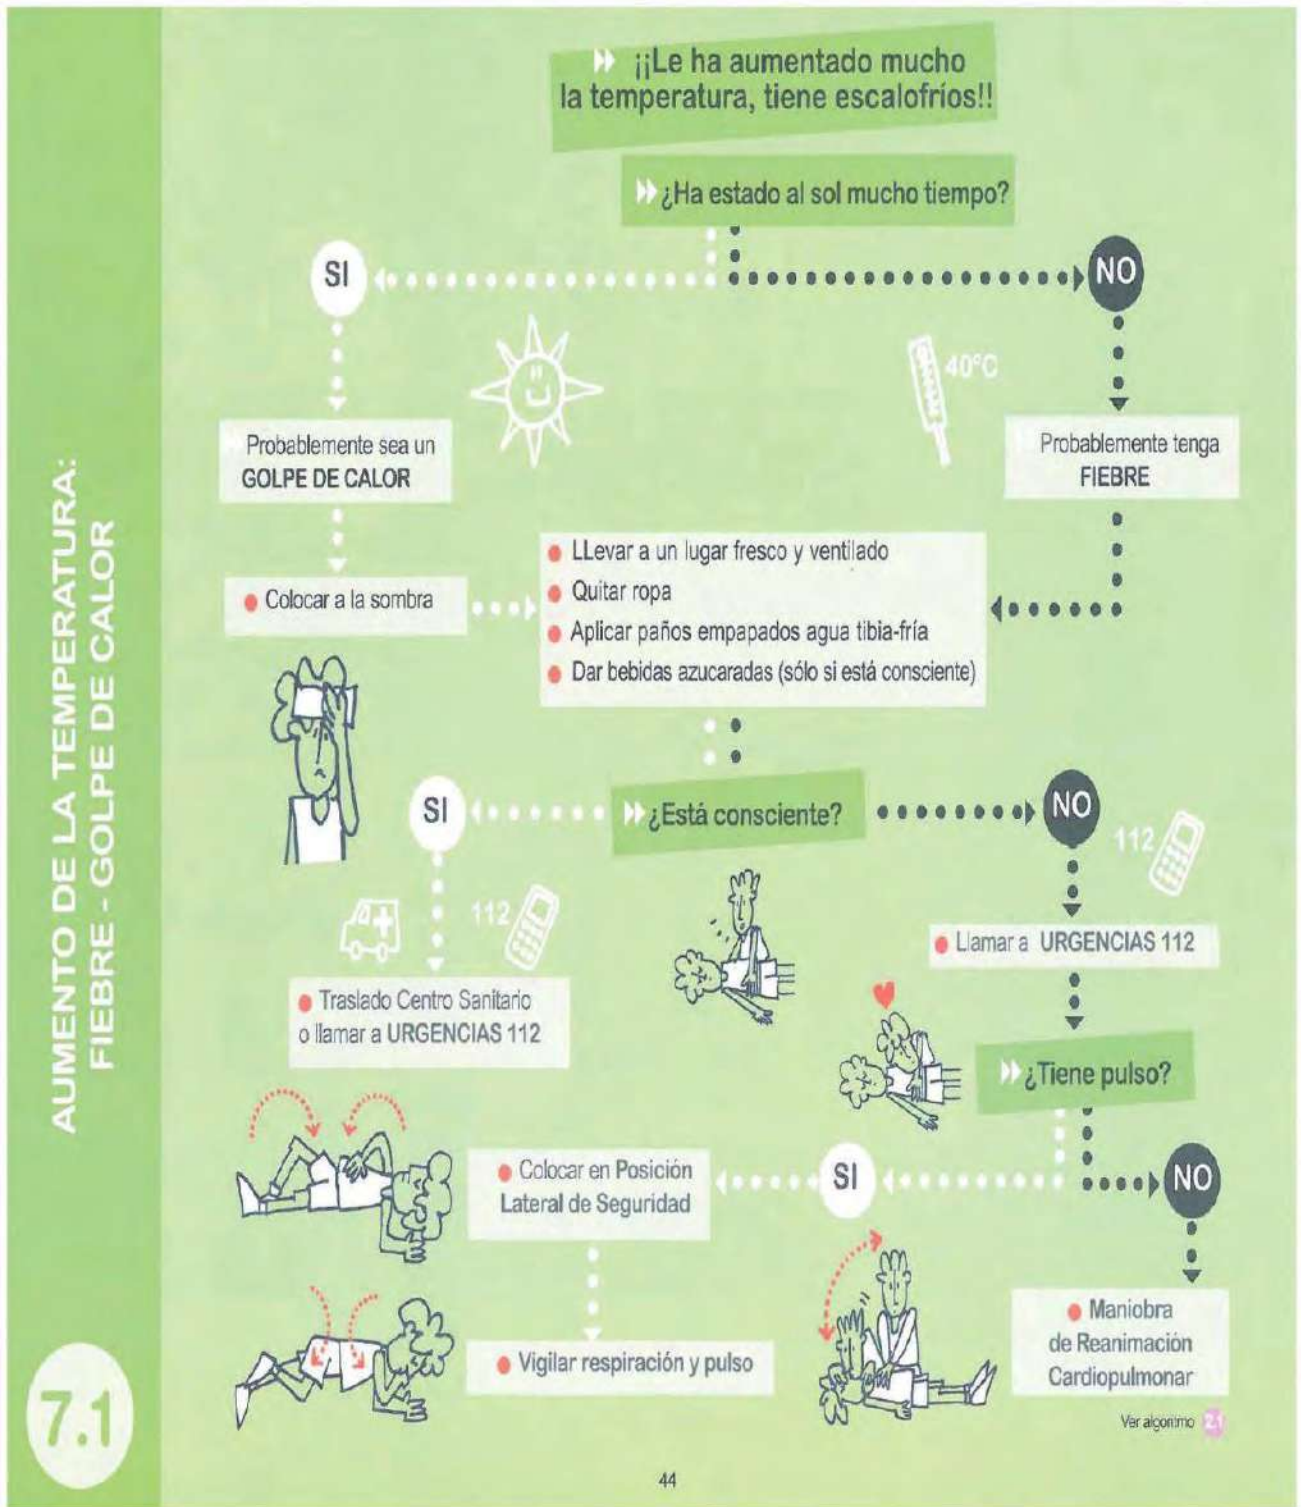 AUMENTO DE LA TEMPERATURA:
FIEBRE - GOLPE DE CALOR
7.1
¡¡Le ha aumentado mucho
la temperatura, tiene escalofríos!!
¿Ha estado al sol mucho tiempo?
SI
NO
40°C
Probablemente sea un
GOLPE DE CALOR
Probablemente tenga
FIEBRE
Colocar a la sombra
LLevar a un lugar fresco y ventilado
Quitar ropa
Aplicar paños empapados agua tibia-fría
Dar bebidas azucaradas (sólo si está consciente)
¿Está consciente?
SI
NO
112
112
Traslado Centro Sanitario
o llamar a URGENCIAS 112
Llamar a URGENCIAS 112
¿Tiene pulso?
SI
NO
Colocar en Posición
Lateral de Seguridad
Vigilar respiración y pulso
Maniobra
de Reanimación
Cardiopulmonar
Ver algoritmo 2.1
44